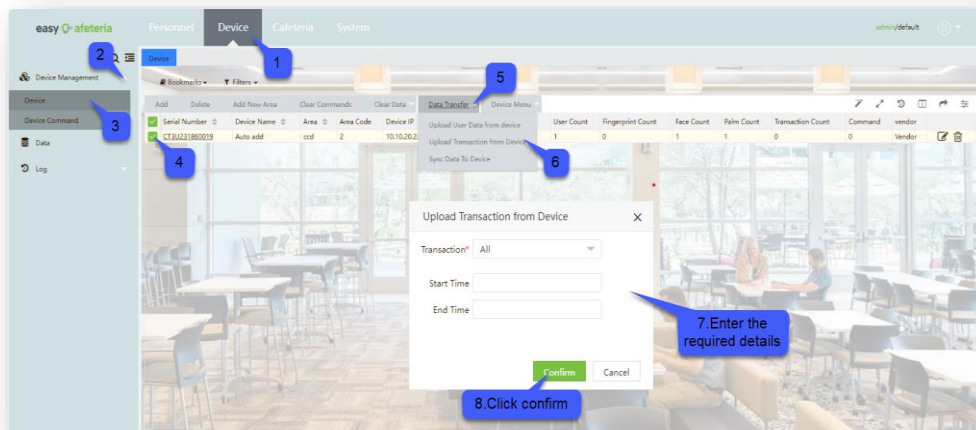 easy Cafeteria
Personnel Device Cafeteria System
admin/default
1
2
Device
Device Management
Bookmarks Filters
5
Device
3
Device Command
Add Delete Add New Area Clear Commands Clear Data Data Transfer Device Menu
Serial Number Device Name Area Area Code Device IP User Count Fingerprint Count Face Count Palm Count Transaction Count Command vendor
CT3U231860019 Auto add ccd 2 10.10.20.2 1 0 1 1 0 0 Vendor
Upload User Data from device
Upload Transaction from Device
Sync Data To Device
4
6
Data
Log
Upload Transaction from Device X
Transaction* All
Start Time
End Time
7.Enter the
required details
Confirm Cancel
8.Click confirm